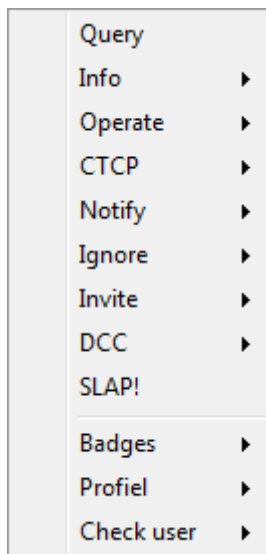 Query
Info
Operate
CTCP
Notify
Ignore
Invite
DCC
SLAP!
Badges
Profiel
Check user